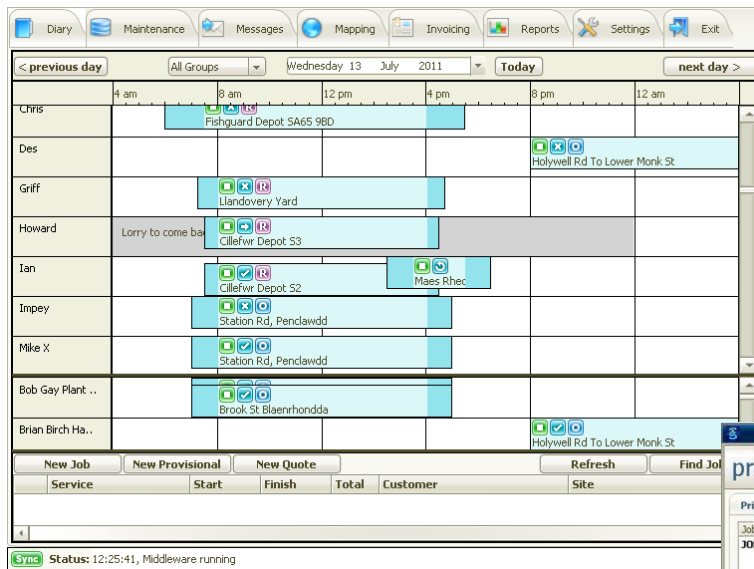 Diary Maintenance Messages Mapping Invoicing Reports Settings Exit
< previous day All Groups Wednesday 13 July 2011 Today next day >
4 am 8 am 12 pm 4 pm 8 pm 12 am
Chris
R
Fishguard Depot SA65 9BD
Des
Holywell Rd To Lower Monk St
Griff
R
Llandovery Yard
Howard
Lorry to come ba
R
Cillefwr Depot S3
Ian
R
Cillefwr Depot S2
Maes Rhed
Impey
Station Rd, Penclawdd
Mike X
Station Rd, Penclawdd
Bob Gay Plant ..
Brook St Blaenrhondda
Brian Birch Ha..
Holywell Rd To Lower Monk St
New Job New Provisional New Quote Refresh Find Jo
Service Start Finish Total Customer Site
pr
Pri
Job
JO
Sync Status: 12:25:41, Middleware running